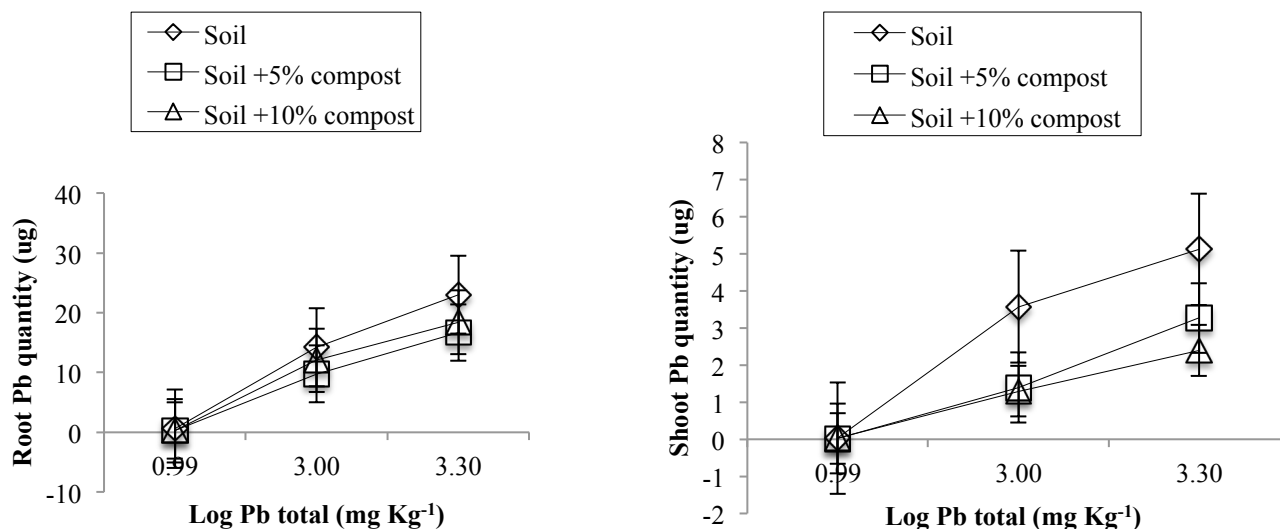 Soil
Soil +5% compost
Soil +10% compost
40
30
20
10
0
-10
Root Pb quantity (ug)
0.99 3.00 3.30
Log Pb total (mg Kg⁻¹)
Soil
Soil +5% compost
Soil +10% compost
8
7
6
5
4
3
2
1
0
-1
-2
Shoot Pb quantity (ug)
0.99 3.00 3.30
Log Pb total (mg Kg⁻¹)